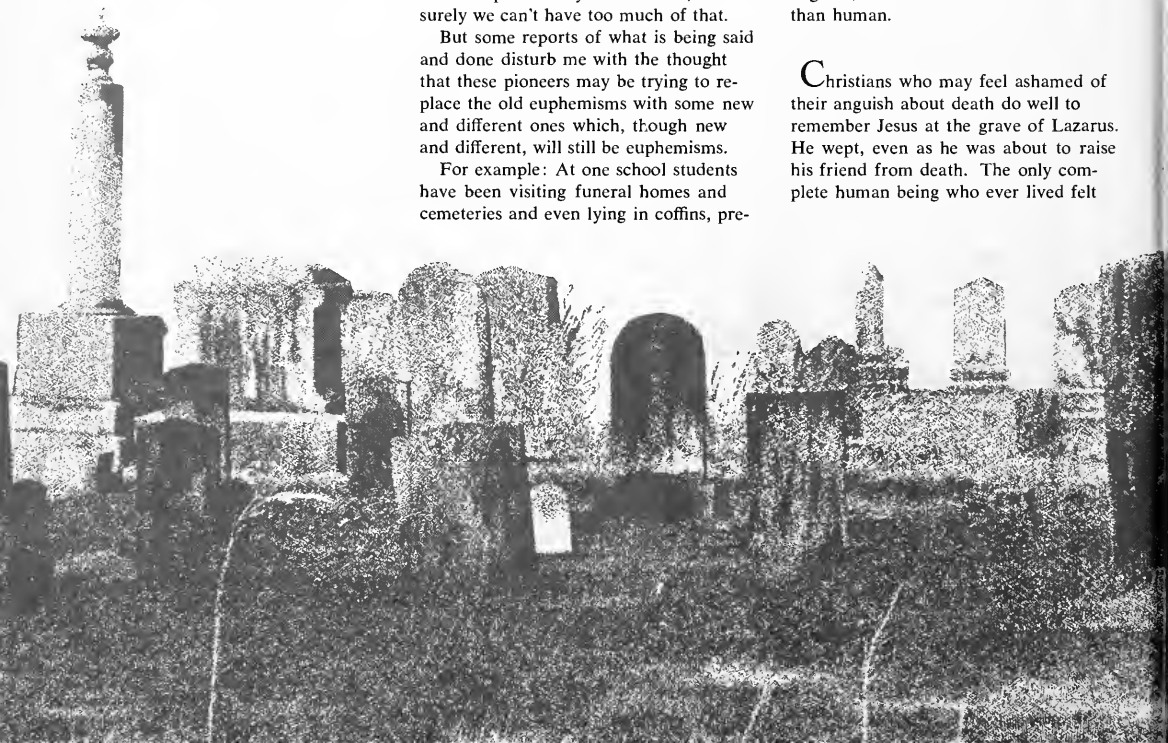 surely we can't have too much of that.
But some reports of what is being said
and done disturb me with the thought
that these pioneers may be trying to re-
place the old euphemisms with some new
and different ones which, though new
and different, will still be euphemisms.
For example: At one school students
have been visiting funeral homes and
cemeteries and even lying in coffins, pre-
than human.
Christians who may feel ashamed of
their anguish about death do well to
remember Jesus at the grave of Lazarus.
He wept, even as he was about to raise
his friend from death. The only com-
plete human being who ever lived felt